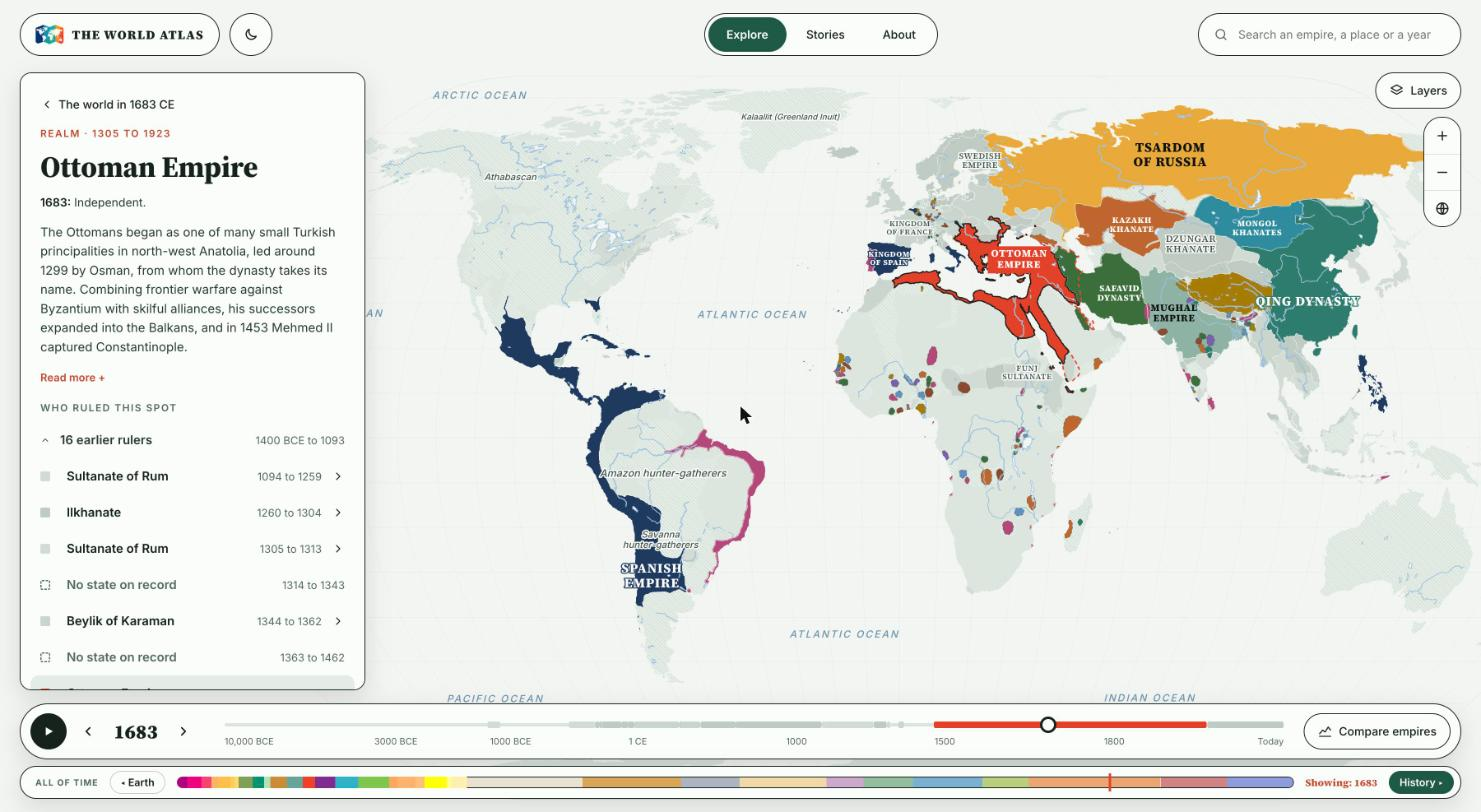 THE WORLD ATLAS
Explore
Stories
About
Search an empire, a place or a year
Layers
The world in 1683 CE
REALM · 1305 TO 1923
Ottoman Empire
1683: Independent.
The Ottomans began as one of many small Turkish
principalities in north-west Anatolia, led around
1299 by Osman, from whom the dynasty takes its
name. Combining frontier warfare against
Byzantium with skilful alliances, his successors
expanded into the Balkans, and in 1453 Mehmed II
captured Constantinople.
Read more +
WHO RULED THIS SPOT
16 earlier rulers 1400 BCE to 1093
Sultanate of Rum 1094 to 1259
Ilkhanate 1260 to 1304
Sultanate of Rum 1305 to 1313
No state on record 1314 to 1343
Beylik of Karaman 1344 to 1362
No state on record 1363 to 1462
ARCTIC OCEAN
Kalaallit (Greenland Inuit)
Athabascan
SWEDISH
EMPIRE
TSARDOM
OF RUSSIA
KINGDOM
OF FRANCE
KAZAKH
KHANATE
MONGOL
KHANATES
DZUNGAR
KHANATE
KINGDOM
OF SPAIN
OTTOMAN
EMPIRE
SAFAVID
DYNASTY
MUGHAL
EMPIRE
QING DYNASTY
AN
ATLANTIC OCEAN
FUNJ
SULTANATE
Amazon hunter-gatherers
Savanna
hunter-gatherers
SPANISH
EMPIRE
ATLANTIC OCEAN
PACIFIC OCEAN
INDIAN OCEAN
1683
10,000 BCE
3000 BCE
1000 BCE
1 CE
1000
1500
1800
Today
Compare empires
ALL OF TIME
Earth
Showing: 1683
History